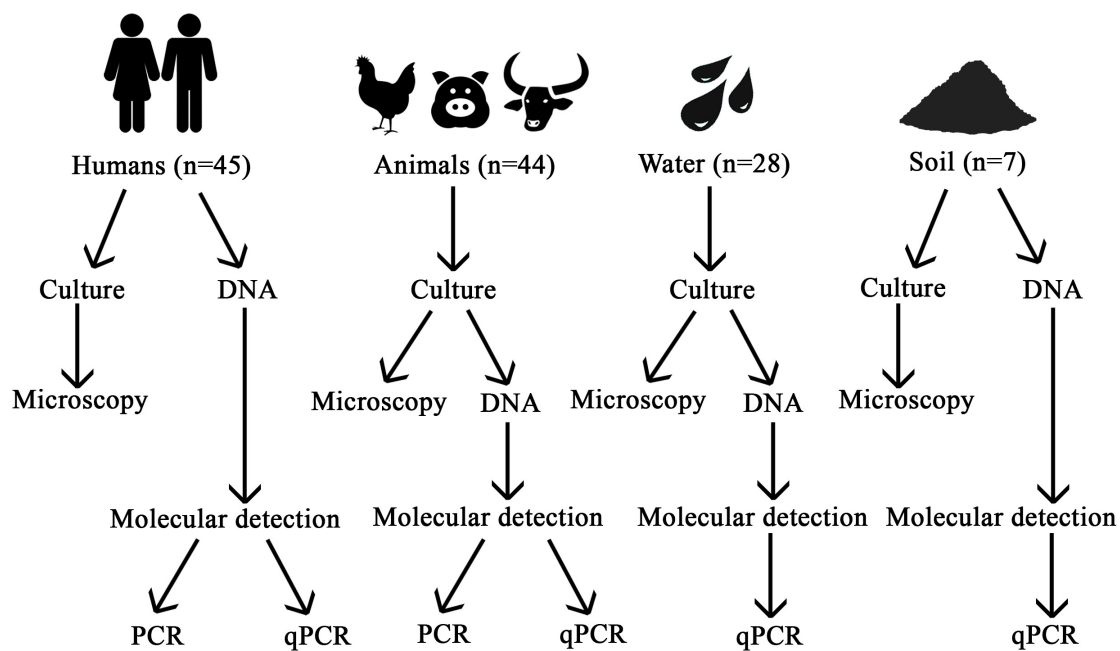 Humans (n=45)
Animals (n=44)
Water (n=28)
Soil (n=7)
Culture
DNA
Culture
Culture
Culture
DNA
Microscopy
Microscopy
DNA
Microscopy
DNA
Microscopy
Molecular detection
Molecular detection
Molecular detection
Molecular detection
PCR
qPCR
PCR
qPCR
qPCR
qPCR